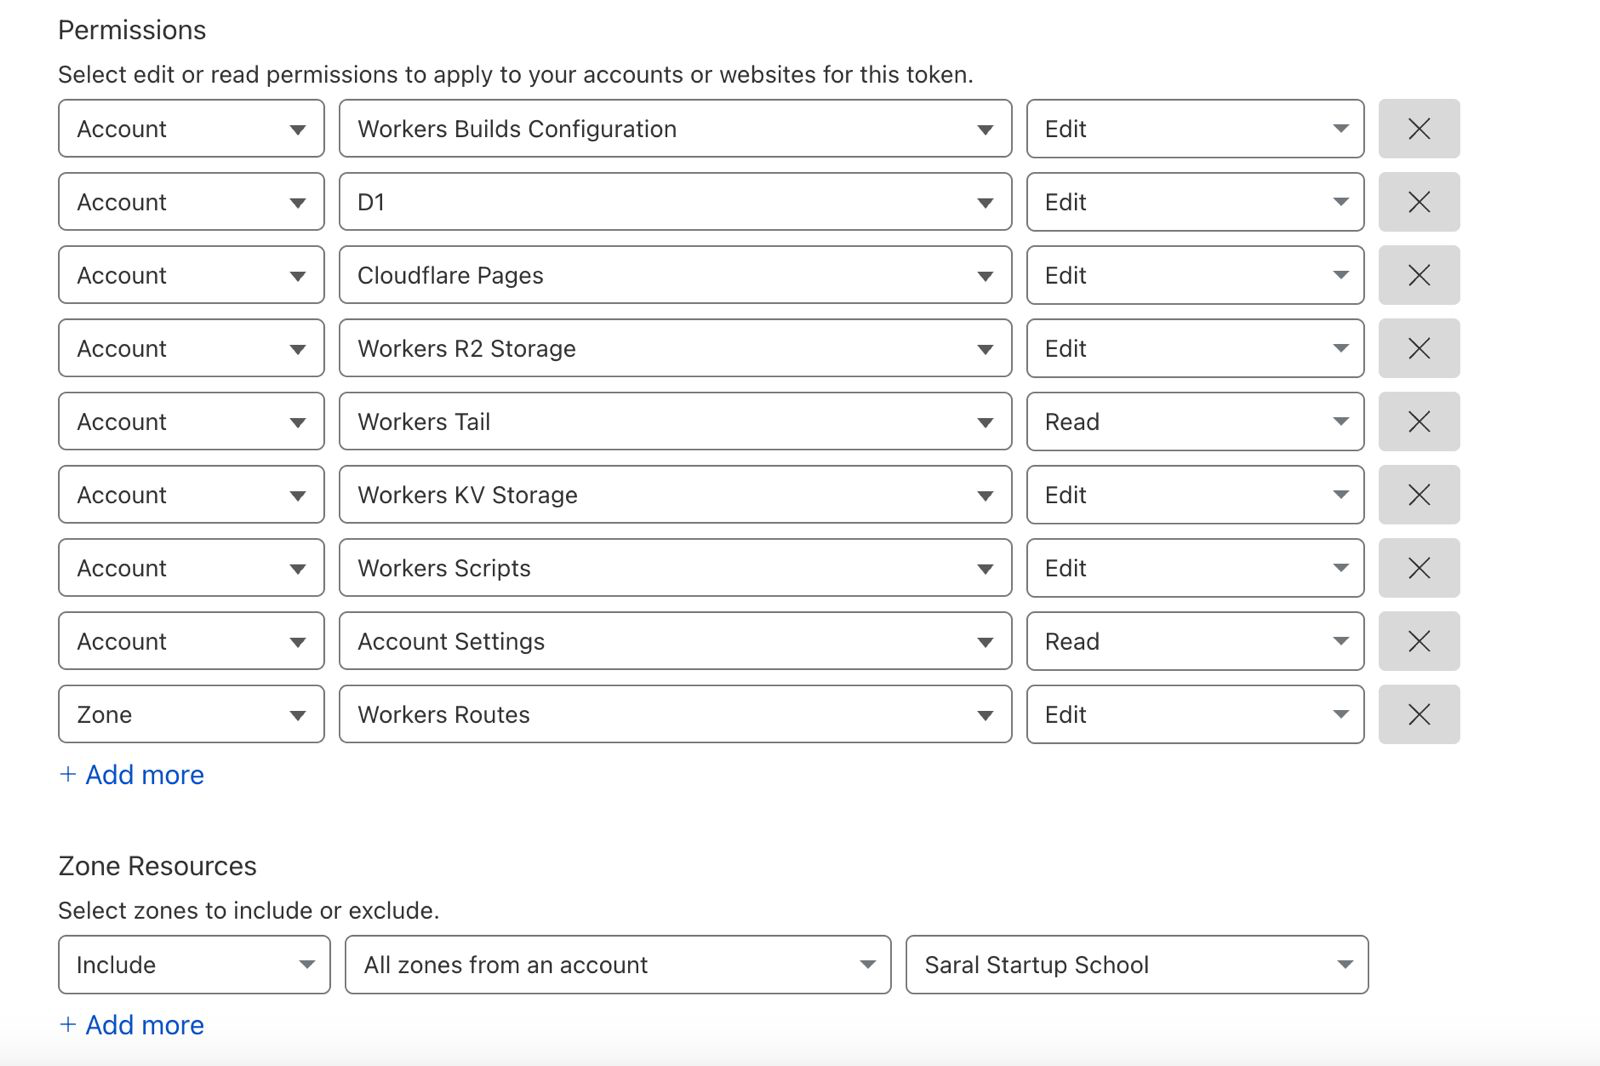 Permissions
Select edit or read permissions to apply to your accounts or websites for this token.
Account Workers Builds Configuration Edit
Account D1 Edit
Account Cloudflare Pages Edit
Account Workers R2 Storage Edit
Account Workers Tail Read
Account Workers KV Storage Edit
Account Workers Scripts Edit
Account Account Settings Read
Zone Workers Routes Edit
+ Add more
Zone Resources
Select zones to include or exclude.
Include All zones from an account Saral Startup School
+ Add more